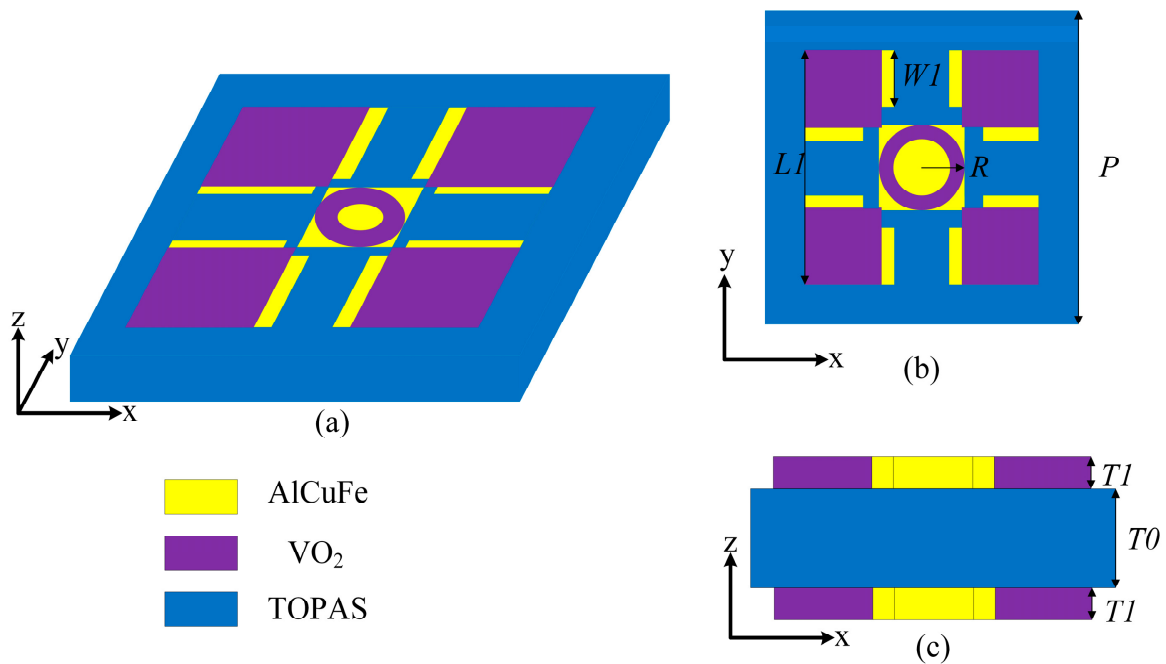 z
y
x
(a)
W1
L1
R
P
y
x
(b)
AlCuFe
VO₂
TOPAS
T1
T0
z
T1
x
(c)